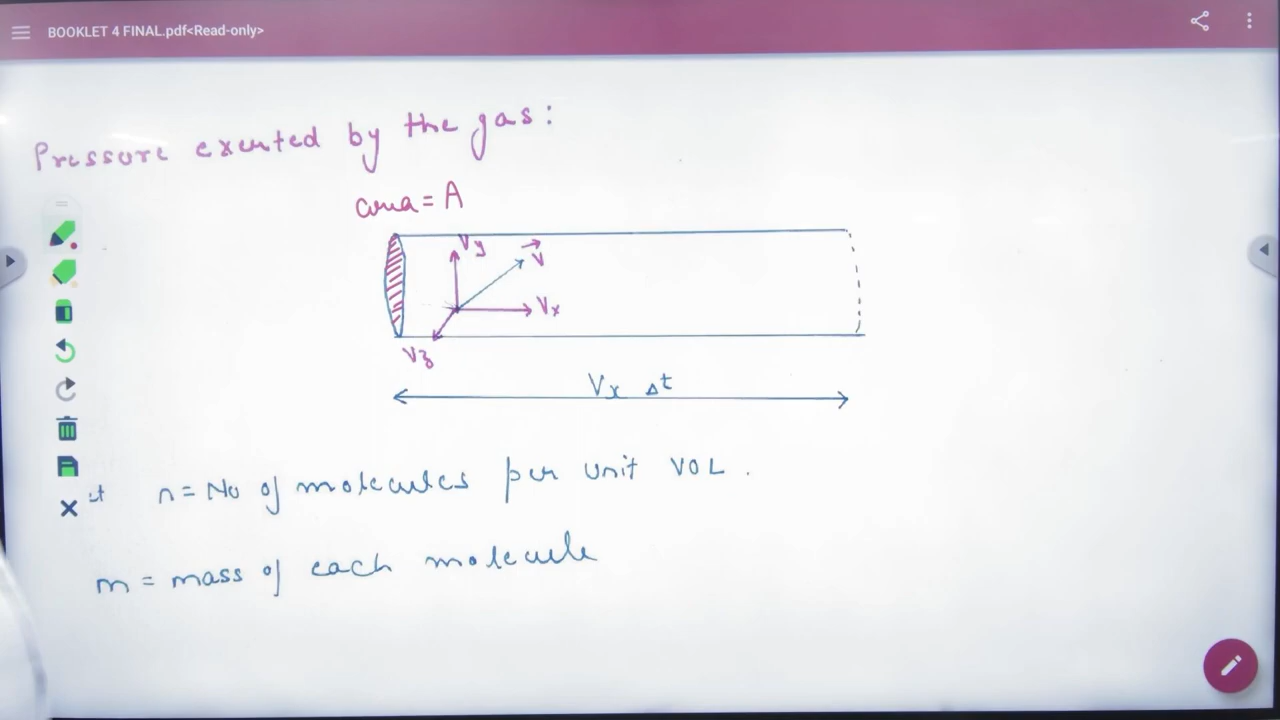 BOOKLET 4 FINAL.pdf<Read-only>
Pressure exerted by the gas:
area = A
Vy
V
Vx
Vz
Vx Δt
n = No of molecules per unit VOL.
m = mass of each molecule